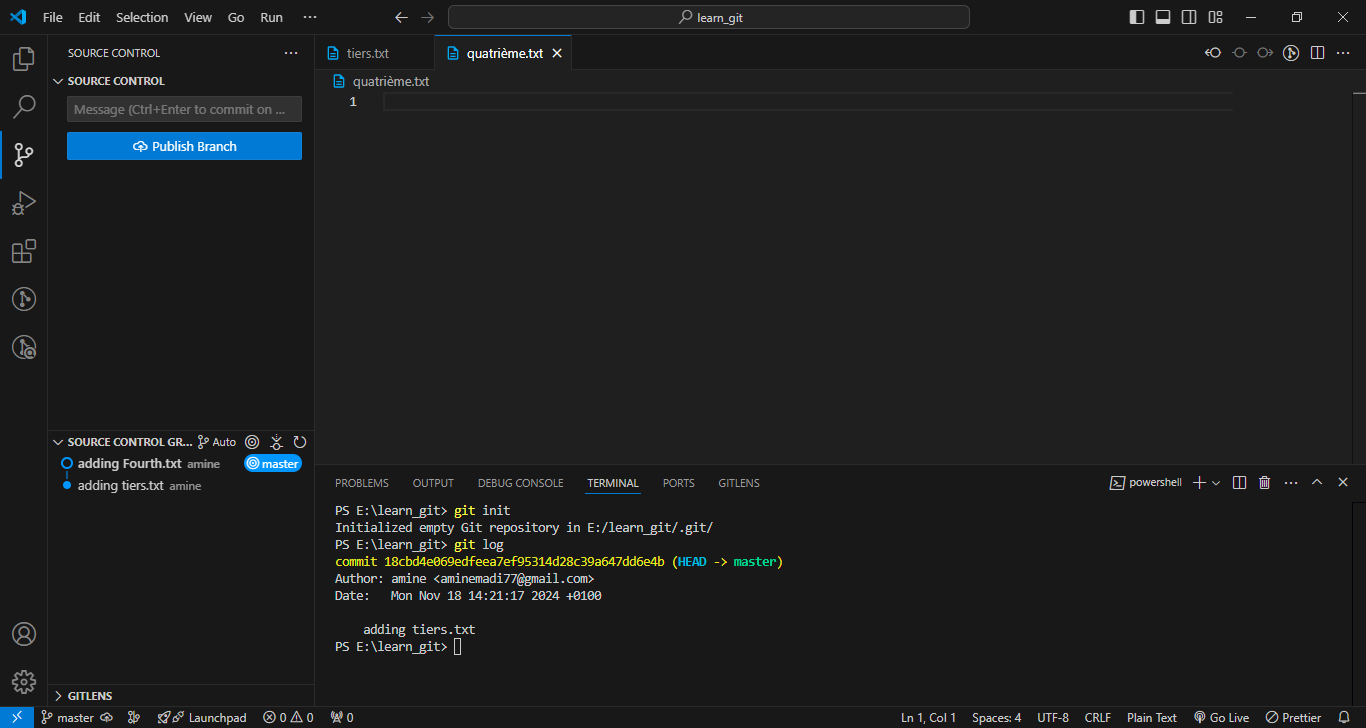 File Edit Selection View Go Run ···
learn_git
SOURCE CONTROL ···
SOURCE CONTROL
Message (Ctrl+Enter to commit on ...
Publish Branch
SOURCE CONTROL GR... Auto
adding Fourth.txt amine master
adding tiers.txt amine
GITLENS
tiers.txt quatrième.txt
quatrième.txt
1
PROBLEMS OUTPUT DEBUG CONSOLE TERMINAL PORTS GITLENS powershell
PS E:\learn_git> git init
Initialized empty Git repository in E:/learn_git/.git/
PS E:\learn_git> git log
commit 18cbd4e069edfeea7ef95314d28c39a647dd6e4b (HEAD -> master)
Author: amine <aminemadi77@gmail.com>
Date:   Mon Nov 18 14:21:17 2024 +0100
adding tiers.txt
PS E:\learn_git>
master Launchpad 0 0 0 Ln 1, Col 1 Spaces: 4 UTF-8 CRLF Plain Text Go Live Prettier